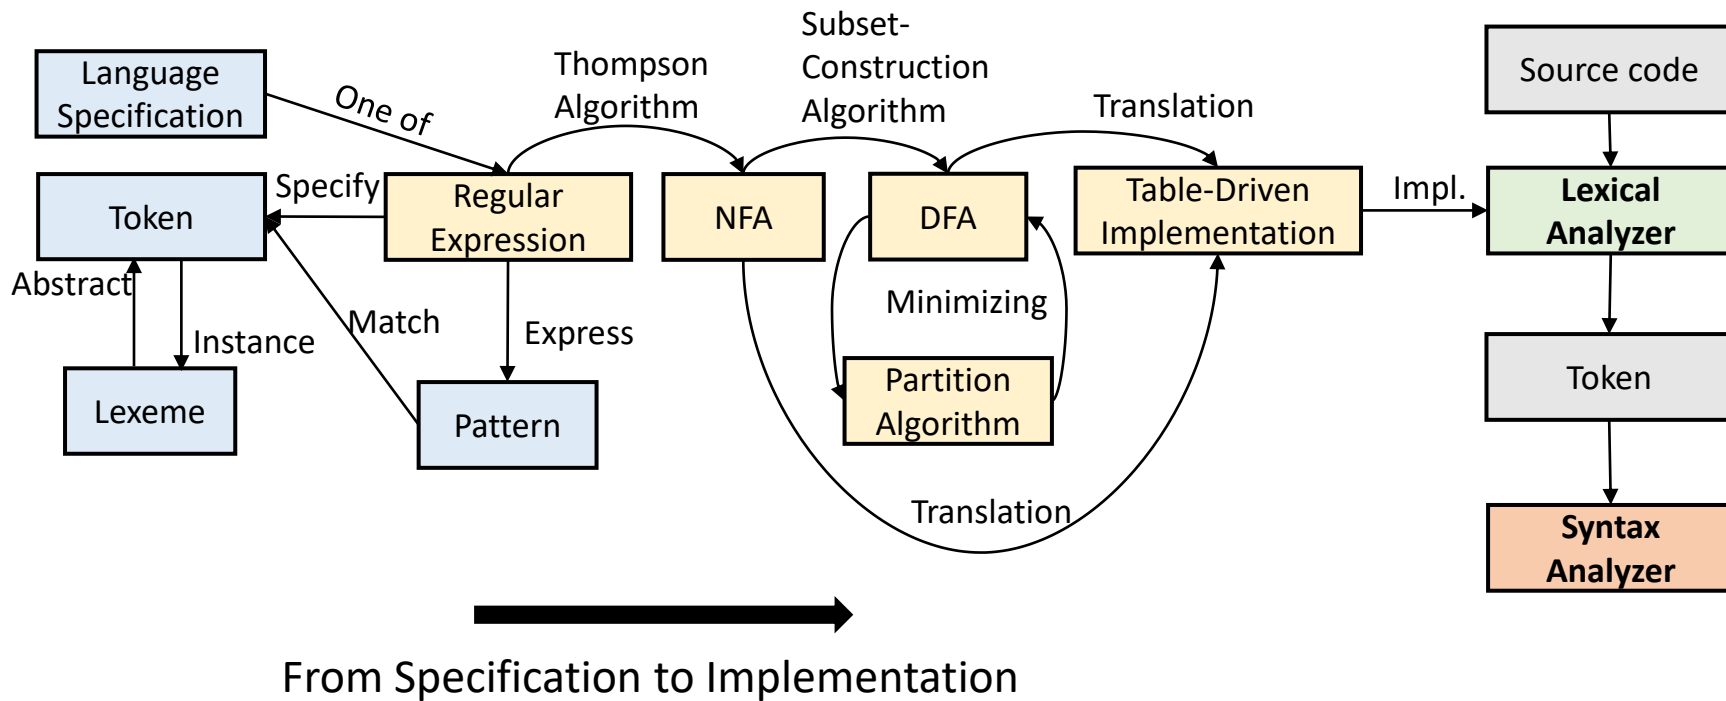 Language
Specification
One of
Thompson
Algorithm
Subset-
Construction
Algorithm
Translation
Source code
Token
Specify
Regular
Expression
NFA
DFA
Table-Driven
Implementation
Impl.
Lexical
Analyzer
Abstract
Instance
Match
Express
Minimizing
Lexeme
Pattern
Partition
Algorithm
Token
Translation
Syntax
Analyzer
From Specification to Implementation